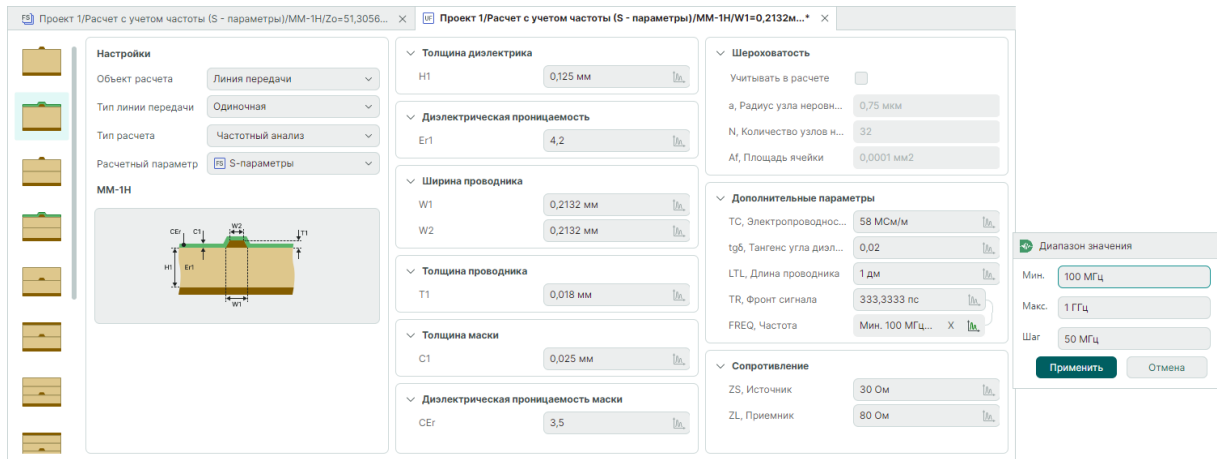 Проект 1/Расчет с учетом частоты (S - параметры)/MM-1H/Zo=51,3056...
Проект 1/Расчет с учетом частоты (S - параметры)/MM-1H/W1=0,2132м...*
Настройки
Объект расчета Линия передачи
Тип линии передачи Одиночная
Тип расчета Частотный анализ
Расчетный параметр FS S-параметры
MM-1H
CEr C1 W2 T1
H1 Er1
W1
Толщина диэлектрика
H1 0,125 мм
Диэлектрическая проницаемость
Er1 4,2
Ширина проводника
W1 0,2132 мм
W2 0,2132 мм
Толщина проводника
T1 0,018 мм
Толщина маски
C1 0,025 мм
Диэлектрическая проницаемость маски
CEr 3,5
Шероховатость
Учитывать в расчете
a, Радиус узла неровн... 0,75 мкм
N, Количество узлов н... 32
Af, Площадь ячейки 0,0001 мм2
Дополнительные параметры
TC, Электропроводнос... 58 МСм/м
tgδ, Тангенс угла диэл... 0,02
LTL, Длина проводника 1 дм
TR, Фронт сигнала 333,3333 пс
FREQ, Частота Мин. 100 МГц... X
Сопротивление
ZS, Источник 30 Ом
ZL, Приемник 80 Ом
Диапазон значения
Мин. 100 МГц
Макс. 1 ГГц
Шаг 50 МГц
Применить Отмена